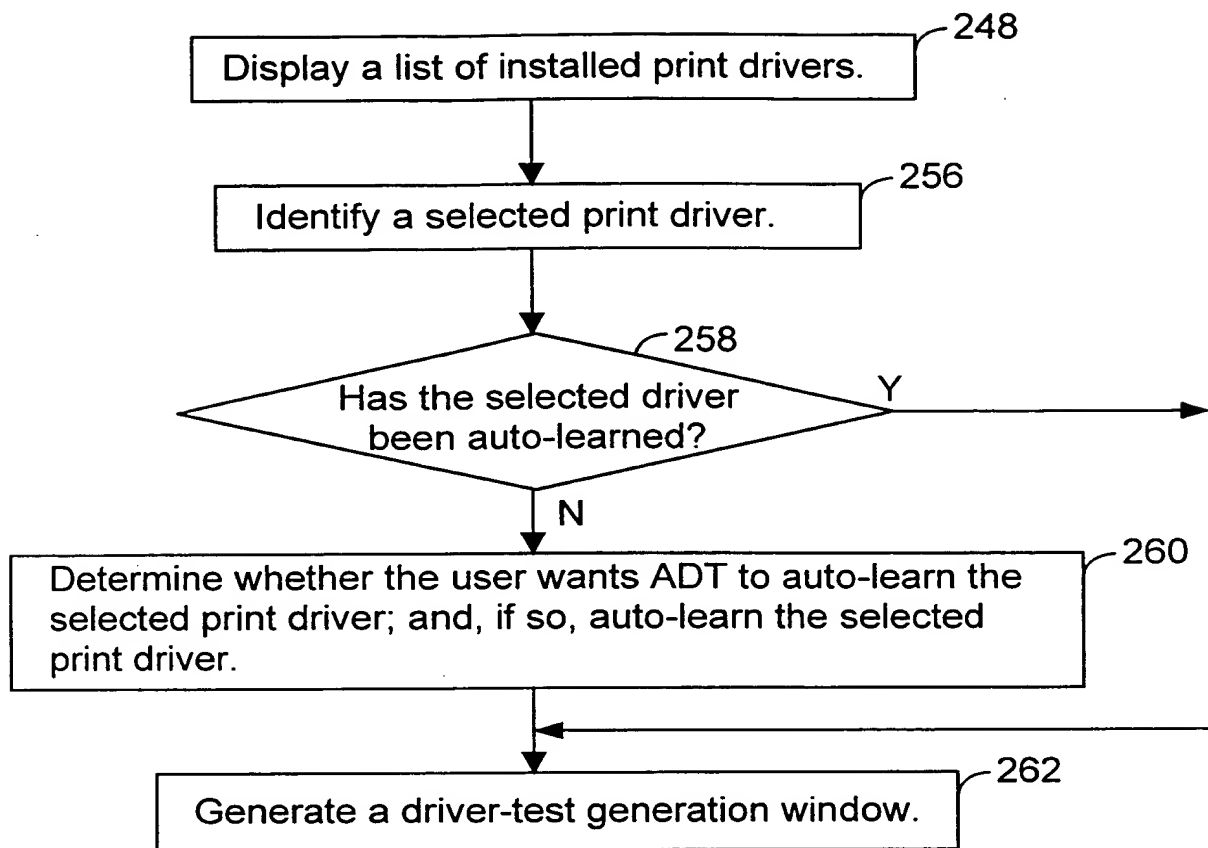 248
Display a list of installed print drivers.
256
Identify a selected print driver.
258
Has the selected driver
been auto-learned?
Y
N
260
Determine whether the user wants ADT to auto-learn the
selected print driver; and, if so, auto-learn the selected
print driver.
262
Generate a driver-test generation window.